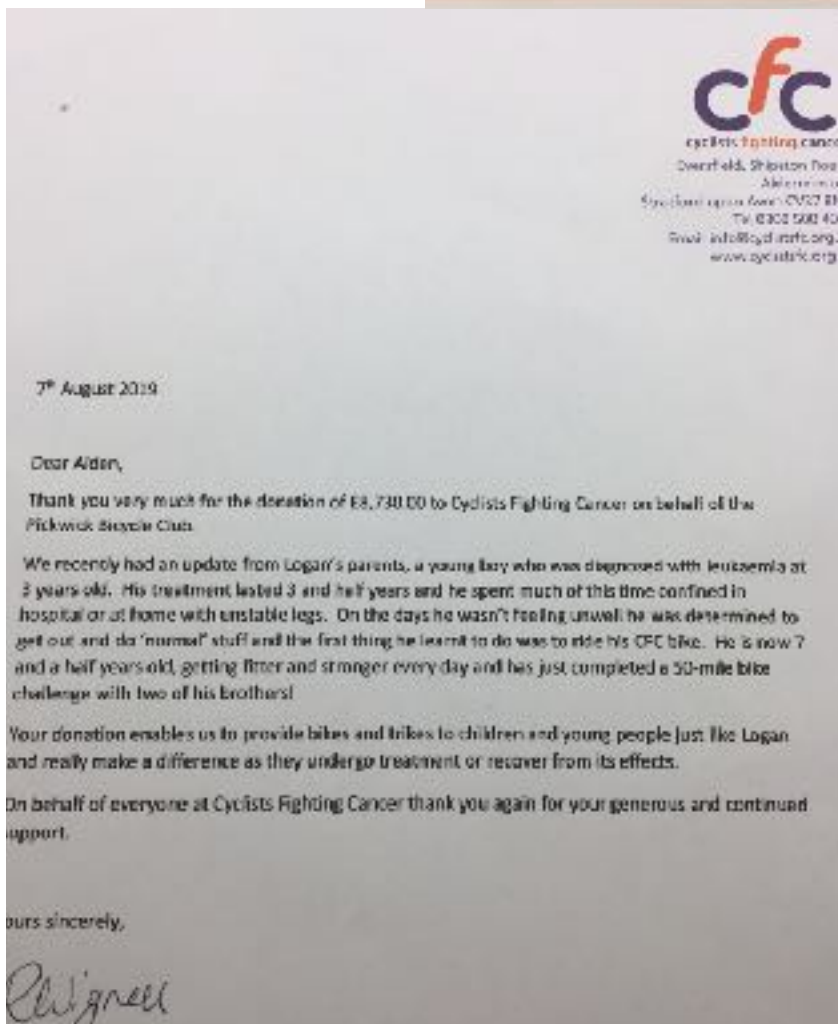 cfc
cyclists fighting
Stratford upon Avon CV37
7th August 2019
Dear Aiden,
Thank you very much for the donation of £8,730.00 to Cyclists Fighting Cancer on behalf of the
Pickwick Bicycle Club.
We recently had an update from Logan's parents, a young boy who was diagnosed with leukaemia at
3 years old. His treatment lasted 3 and half years and he spent much of this time confined in
hospital or at home with unstable legs. On the days he wasn't feeling unwell he was determined to
get out and do 'normal' stuff and the first thing he learnt to do was to ride his CFC bike. He is now 7
and a half years old, getting fitter and stronger every day and has just completed a 50-mile bike
challenge with two of his brothers!
Your donation enables us to provide bikes and trikes to children and young people just like Logan
and really make a difference as they undergo treatment or recover from its effects.
On behalf of everyone at Cyclists Fighting Cancer thank you again for your generous and continued
upport.
ours sincerely,